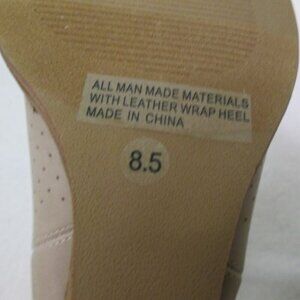 ALL MAN MADE MATERIALS
WITH LEATHER WRAP HEEL
MADE IN CHINA
8.5